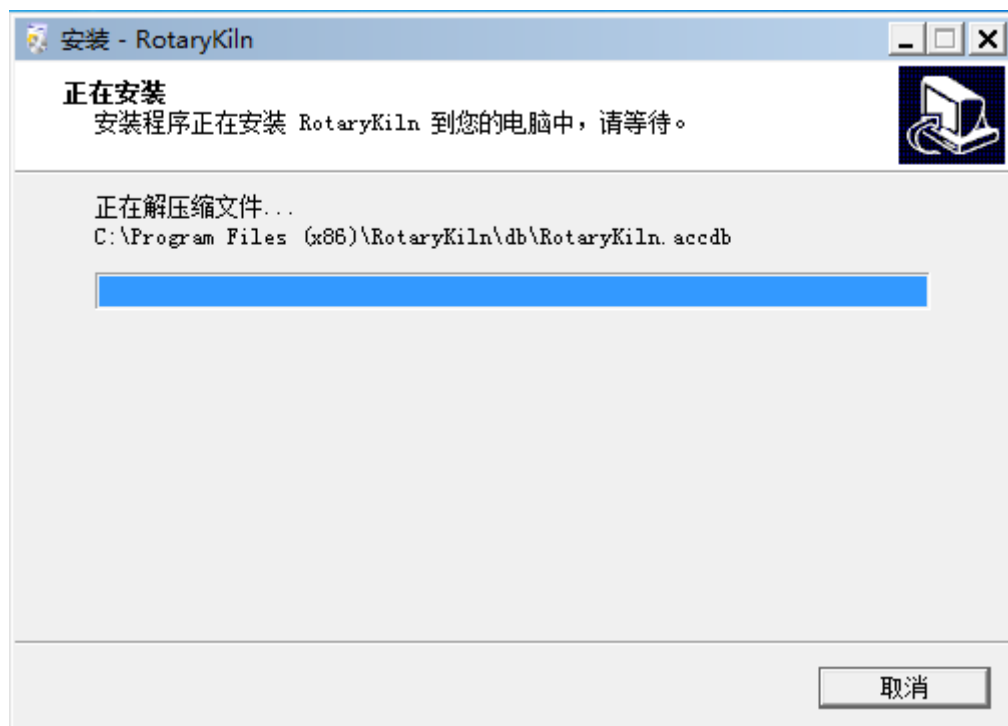 安装 - RotaryKiln
正在安装
安装程序正在安装 RotaryKiln 到您的电脑中，请等待。
正在解压缩文件...
C:\Program Files (x86)\RotaryKiln\db\RotaryKiln.accdb
取消